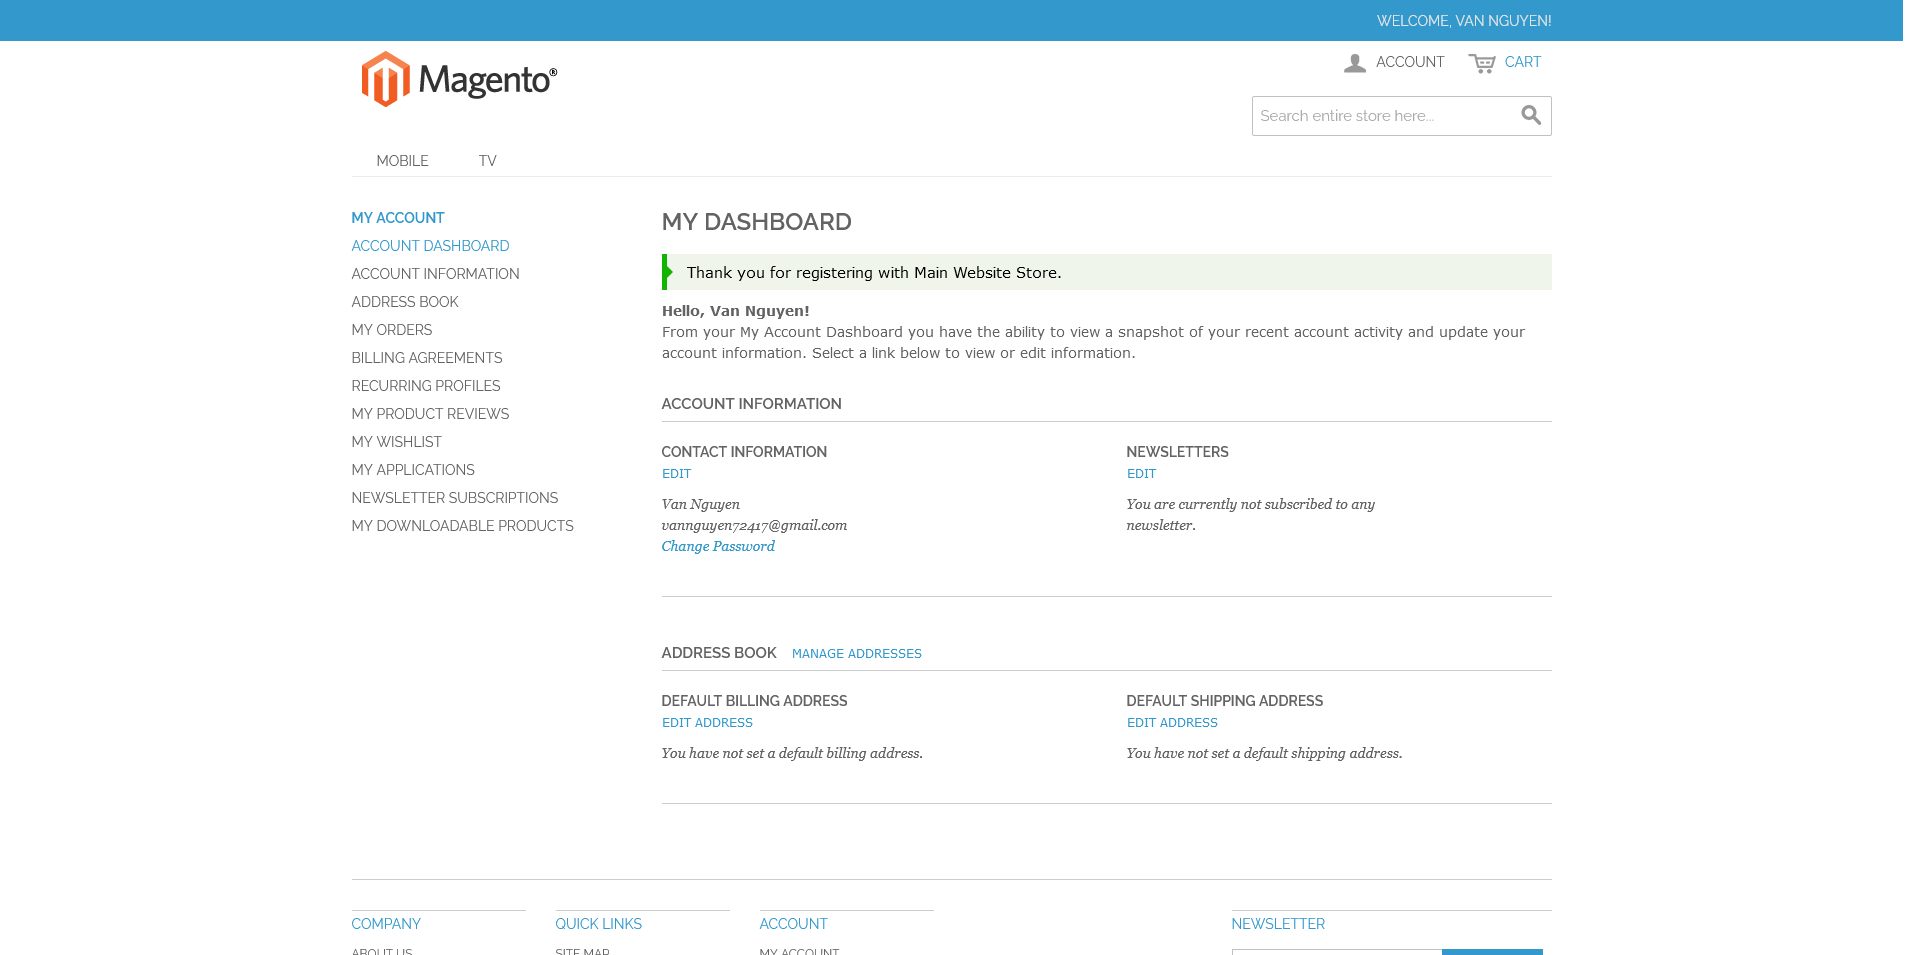 WELCOME, VAN NGUYEN!
Magento®
ACCOUNT
CART
Search entire store here...
MOBILE
TV
MY ACCOUNT
ACCOUNT DASHBOARD
ACCOUNT INFORMATION
ADDRESS BOOK
MY ORDERS
BILLING AGREEMENTS
RECURRING PROFILES
MY PRODUCT REVIEWS
MY WISHLIST
MY APPLICATIONS
NEWSLETTER SUBSCRIPTIONS
MY DOWNLOADABLE PRODUCTS
MY DASHBOARD
Thank you for registering with Main Website Store.
Hello, Van Nguyen!
From your My Account Dashboard you have the ability to view a snapshot of your recent account activity and update your
account information. Select a link below to view or edit information.
ACCOUNT INFORMATION
CONTACT INFORMATION
EDIT
Van Nguyen
vannguyen72417@gmail.com
Change Password
NEWSLETTERS
EDIT
You are currently not subscribed to any
newsletter.
ADDRESS BOOK MANAGE ADDRESSES
DEFAULT BILLING ADDRESS
EDIT ADDRESS
You have not set a default billing address.
DEFAULT SHIPPING ADDRESS
EDIT ADDRESS
You have not set a default shipping address.
COMPANY
ABOUT US
QUICK LINKS
SITE MAP
ACCOUNT
MY ACCOUNT
NEWSLETTER